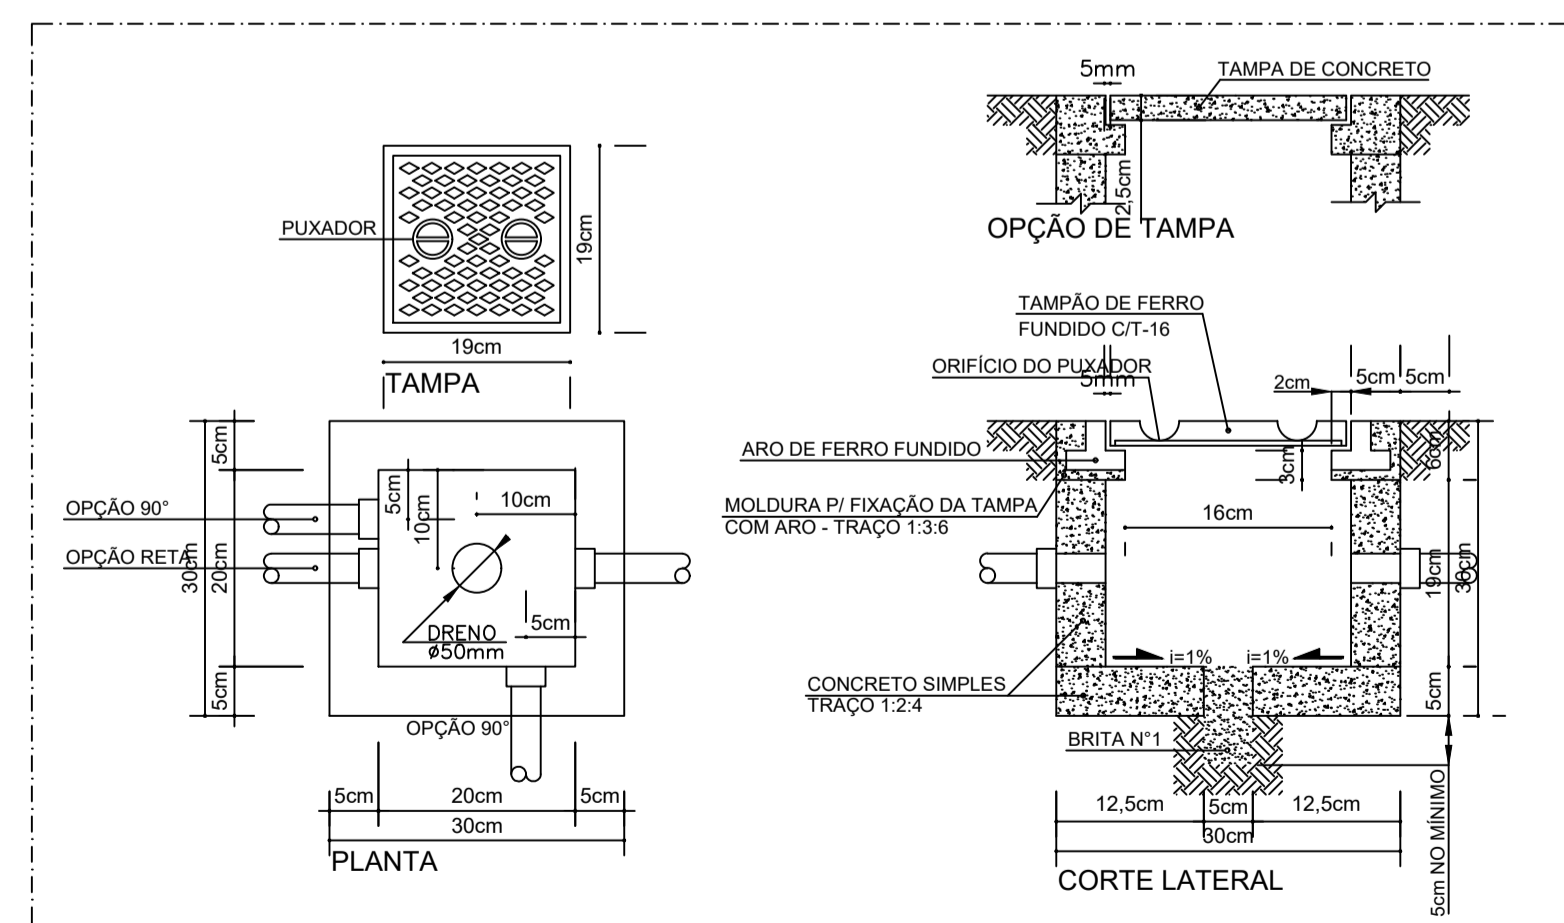 PUXADOR
19cm
19cm
TAMPA
5mm
TAMPA DE CONCRETO
2,5cm
OPÇÃO DE TAMPA
5cm
20cm
5cm
30cm
OPÇÃO 90°
OPÇÃO RETA
5cm
10cm
10cm
5cm
DRENO
ø50mm
OPÇÃO 90°
5cm
20cm
5cm
30cm
PLANTA
TAMPÃO DE FERRO
FUNDIDO C/T-16
ORIFÍCIO DO PUXADOR
5mm
2cm
5cm
5cm
ARO DE FERRO FUNDIDO
3cm
6cm
MOLDURA P/ FIXAÇÃO DA TAMPA
COM ARO - TRAÇO 1:3:6
16cm
19cm
30cm
i=1%
i=1%
CONCRETO SIMPLES
TRAÇO 1:2:4
5cm
BRITA N°1
5cm NO MÍNIMO
12,5cm
5cm
12,5cm
30cm
CORTE LATERAL